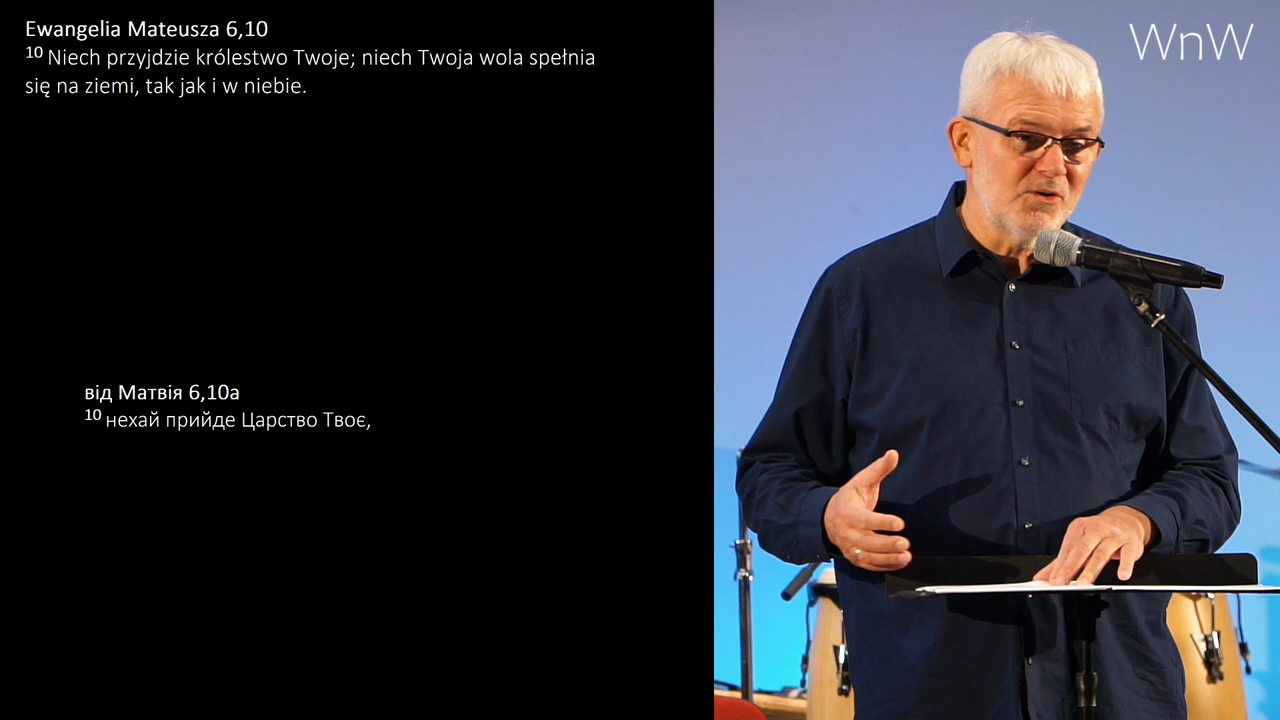 Ewangelia Mateusza 6,10
10 Niech przyjdzie królestwo Twoje; niech Twoja wola spełnia
się na ziemi, tak jak i w niebie.
WnW
від Матвія 6,10а
10 нехай прийде Царство Твоє,